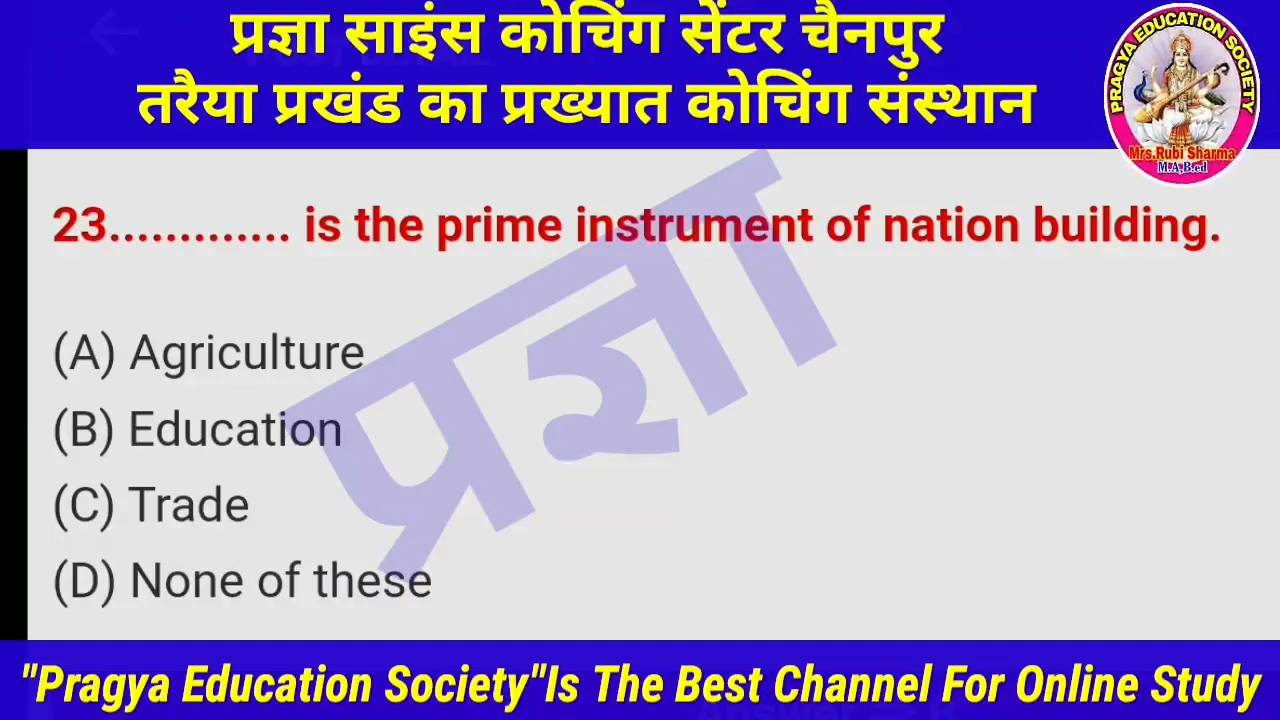 प्रज्ञा साइंस कोचिंग सेंटर चैनपुर
तरैया प्रखंड का प्रख्यात कोचिंग संस्थान
PRAGYA EDUCATION SOCIETY
Mrs.Rubi Sharma
M.A,B.ed
23............. is the prime instrument of nation building.
प्रज्ञा
(A) Agriculture
(B) Education
(C) Trade
(D) None of these
"Pragya Education Society"Is The Best Channel For Online Study